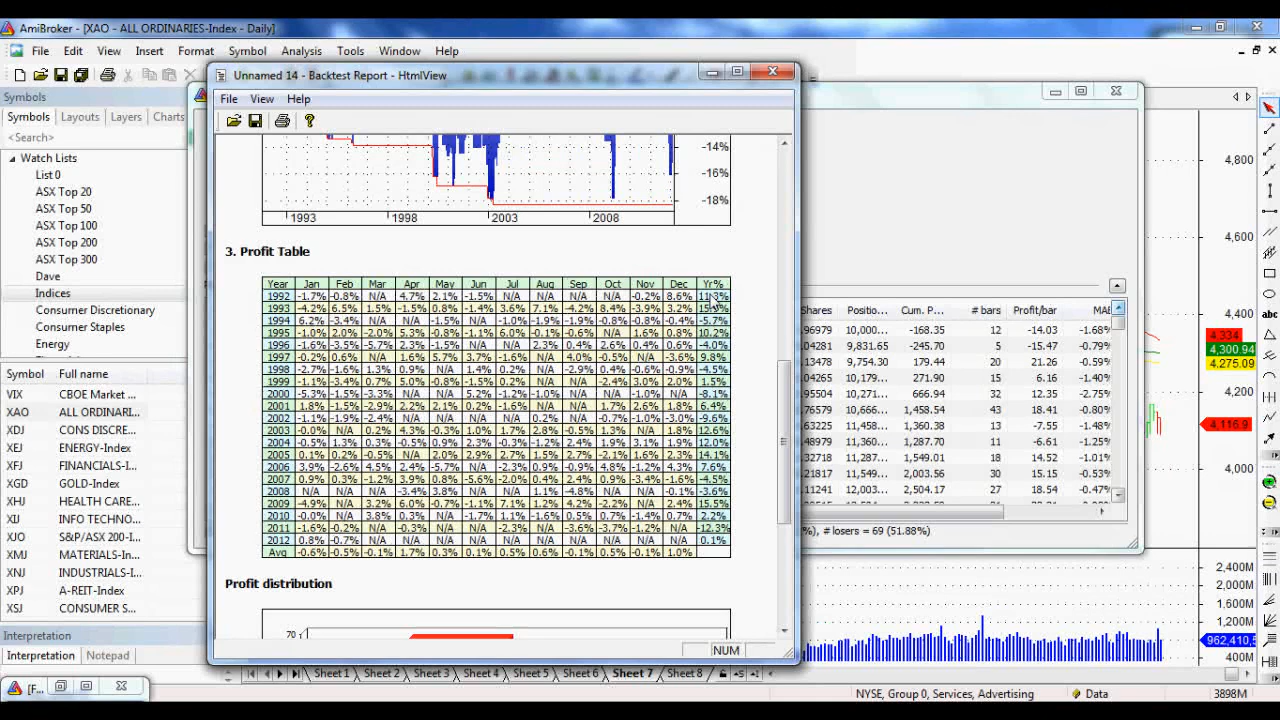 AmiBroker - [XAO - ALL ORDINARIES-Index - Daily]
File Edit View Insert Format Symbol Analysis Tools Window Help
Symbols
Symbols Layouts Layers Charts
<Search>
Watch Lists
List 0
ASX Top 20
ASX Top 50
ASX Top 100
ASX Top 200
ASX Top 300
Dave
Indices
Consumer Discretionary
Consumer Staples
Energy
Symbol Full name
VIX CBOE Market ...
XAO ALL ORDINARI...
XDJ CONS DISCRE...
XEJ ENERGY-Index
XFJ FINANCIALS-I...
XGD GOLD-Index
XHJ HEALTH CARE...
XIJ INFO TECHNO...
XJO S&P/ASX 200-I...
XMJ MATERIALS-In...
XNJ INDUSTRIALS-I...
XPJ A-REIT-Index
XSJ CONSUMER S...
Interpretation
Interpretation Notepad
Unnamed 14 - Backtest Report - HtmlView
File View Help
-14%
-16%
-18%
1993 1998 2003 2008
3. Profit Table
Year Jan Feb Mar Apr May Jun Jul Aug Sep Oct Nov Dec Yr%
1992 -1.7% -0.8% N/A 4.7% 2.1% -1.5% N/A N/A N/A N/A -0.2% 8.6%
1993 -4.2% 6.5% 1.5% -1.5% -0.8% -1.4% 3.6% 7.1% -4.2% 8.4% -3.9% 3.2%
1994 6.2% -3.4% N/A N/A -1.5% N/A -1.0% -1.9% -1.9% -0.8% -0.8% -0.4% -5.7%
1995 -1.0% 2.0% -2.0% 5.3% -0.8% -1.1% 6.0% -0.1% -0.6% N/A 1.6% 0.8% 10.2%
1996 -1.6% -3.5% -5.7% 2.3% -1.5% N/A N/A 2.3% 0.4% 2.6% 0.4% 0.6% -4.0%
1997 -0.2% 0.6% N/A 1.6% 5.7% 3.7% -1.6% N/A 4.0% -0.5% N/A -3.6% 9.8%
1998 -2.7% -1.6% 1.3% 0.9% N/A 1.4% 0.2% N/A -2.9% 0.4% -0.6% -0.9% -4.5%
1999 -1.1% -3.4% 0.7% 5.0% -0.8% -1.5% 0.2% N/A N/A -2.4% 3.0% 2.0% 1.5%
2000 -5.3% -1.5% -3.3% N/A N/A 5.2% -1.2% -1.0% N/A N/A -1.0% N/A -8.1%
2001 1.8% -1.5% -2.9% 2.2% 2.1% 0.2% -1.6% N/A N/A 1.7% 2.6% 1.8% 6.4%
2002 -1.1% -1.9% -2.4% N/A N/A N/A N/A 0.2% N/A -0.7% -1.0% -3.0% -9.6%
2003 -0.0% N/A 0.2% 4.3% -0.3% 1.0% 1.7% 2.8% -0.5% 1.3% N/A 1.8% 12.6%
2004 -0.5% 1.3% 0.3% -0.5% 0.9% 2.3% -0.3% -1.2% 2.4% 1.9% 3.1% 1.9% 12.0%
2005 0.1% 0.2% -0.5% N/A 2.0% 2.9% 2.7% 1.5% 2.7% -2.1% 2.3% 1.5% 14.1%
2006 3.9% -2.6% 4.5% 2.4% -5.7% N/A -2.3% 0.9% -0.9% 4.8% -1.2% 4.3% 7.6%
2007 0.9% 0.3% -1.2% 3.9% 0.8% -5.6% -2.0% 0.5% 2.4% 0.9% -3.4% -1.6% -4.5%
2008 N/A N/A N/A -3.4% 3.8% N/A N/A 1.1% -4.8% N/A N/A -0.1% -3.6%
2009 -4.9% N/A 3.2% 6.0% -0.7% -1.1% 7.1% 1.2% -4.2% -2.2% N/A 2.4% 15.5%
2010 -0.0% N/A 3.8% 0.3% N/A -1.7% 1.1% -1.6% 0.5% 0.7% -1.4% 0.7% 2.2%
2011 -1.6% -0.2% N/A -0.3% N/A N/A -2.3% N/A -3.6% -3.7% -1.2% N/A -12.3%
2012 0.8% -0.7% N/A N/A N/A N/A N/A N/A N/A N/A N/A N/A 0.1%
Avg -0.6% -0.5% -0.1% 1.7% 0.3% 0.1% 0.5% 0.6% -0.1% 0.5% -0.1% 1.0%
Profit distribution
70
NUM
Shares Positio... Cum. P... # bars Profit/bar
10,000... -168.35 12 -14.03 -1.68%
9,831.65 -245.70 5 -15.47 -0.79%
9,754.30 179.44 20 21.26 -0.59%
271.90 15 6.16 -1.40%
666.94 32 12.35 -2.75%
1,458.54 43 18.41 -0.80%
1,360.38 13 -7.55 -1.48%
1,287.70 11 -6.61 -1.25%
1,549.01 18 14.52 -1.01%
2,003.56 30 15.15 -0.53%
2,504.17 27 18.54 -0.47%
# losers = 69 (51.88%)
4,800
4,600
4,400
4,334
4,300.94
4,275.09
4,200
4,116.9
4,000
2,400M
2,000M
1,600M
1,200M
962,410,5
400M
Sheet 1 Sheet 2 Sheet 3 Sheet 4 Sheet 5 Sheet 6 Sheet 7 Sheet 8
NYSE, Group 0, Services, Advertising Data 3898M